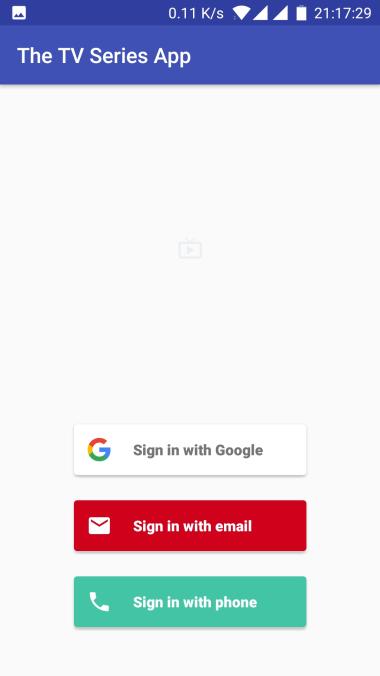 0.11 K/s 21:17:29
The TV Series App
Sign in with Google
Sign in with email
Sign in with phone